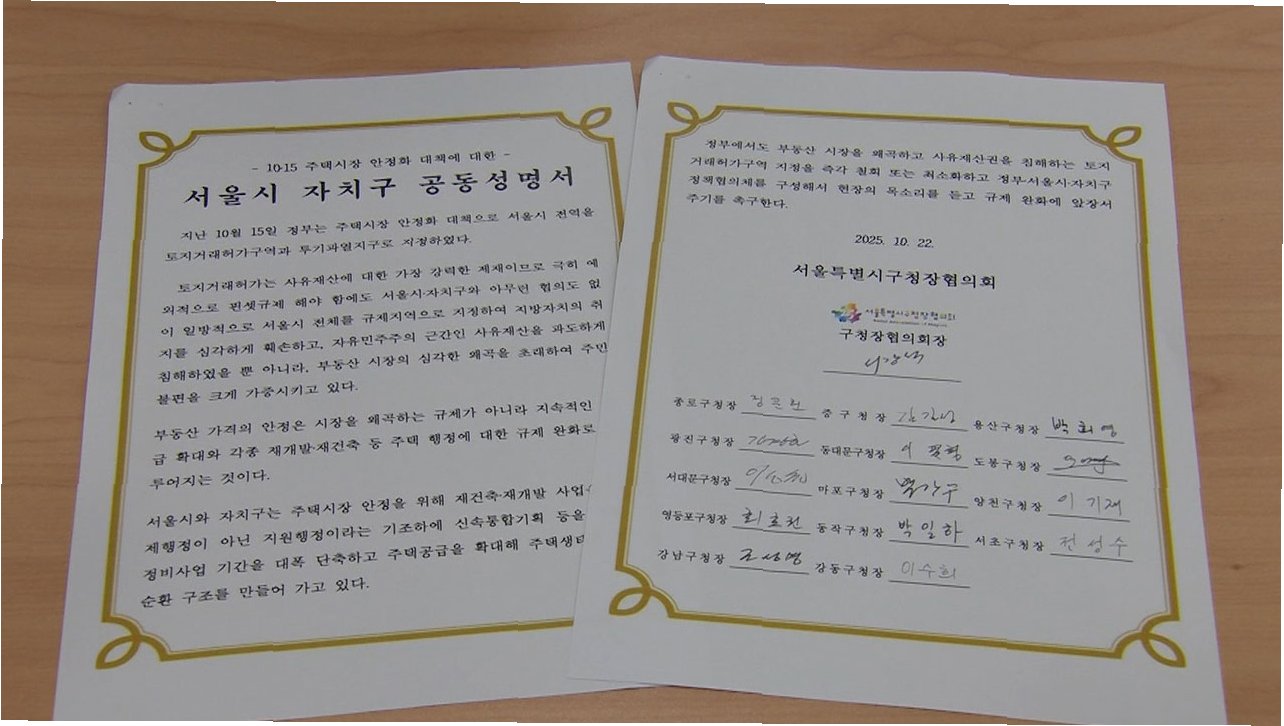 - 10·15 주택시장 안정화 대책에 대한 -
서울시 자치구 공동성명서
지난 10월 15일 정부는 주택시장 안정화 대책으로 서울시 전역을
토지거래허가구역과 투기과열지구로 지정하였다.
토지거래허가는 사유재산에 대한 가장 강력한 제재이므로 극히 예
외적으로 핀셋규제 해야 함에도 서울시·자치구와 아무런 협의도 없
이 일방적으로 서울시 전체를 규제지역으로 지정하여 지방자치의 취
지를 심각하게 훼손하고, 자유민주주의 근간인 사유재산을 과도하게
침해하였을 뿐 아니라, 부동산 시장의 심각한 왜곡을 초래하여 주민
불편을 크게 가중시키고 있다.
부동산 가격의 안정은 시장을 왜곡하는 규제가 아니라 지속적인
급 확대와 각종 재개발·재건축 등 주택 행정에 대한 규제 완화로
루어지는 것이다.
서울시와 자치구는 주택시장 안정을 위해 재건축·재개발 사업
제행정이 아닌 지원행정이라는 기조하에 신속통합기획 등을
정비사업 기간을 대폭 단축하고 주택공급을 확대해 주택생태
순환 구조를 만들어 가고 있다.
정부에서도 부동산 시장을 왜곡하고 사유재산권을 침해하는 토지
거래허가구역 지정을 즉각 철회 또는 최소화하고 정부·서울시·자치구
정책협의체를 구성해서 현장의 목소리를 듣고 규제 완화에 앞장서
주기를 촉구한다.
2025. 10. 22.
서울특별시구청장협의회
서울특별시구청장협의회
구청장협의회장
서강석
종로구청장 정문헌 중구청장 김길성 용산구청장 박희영
광진구청장 김경호 동대문구청장 이필형 도봉구청장
서대문구청장 이성헌 마포구청장 박강수 양천구청장 이기재
영등포구청장 최호권 동작구청장 박일하 서초구청장 전성수
강남구청장 조성명 강동구청장 이수희